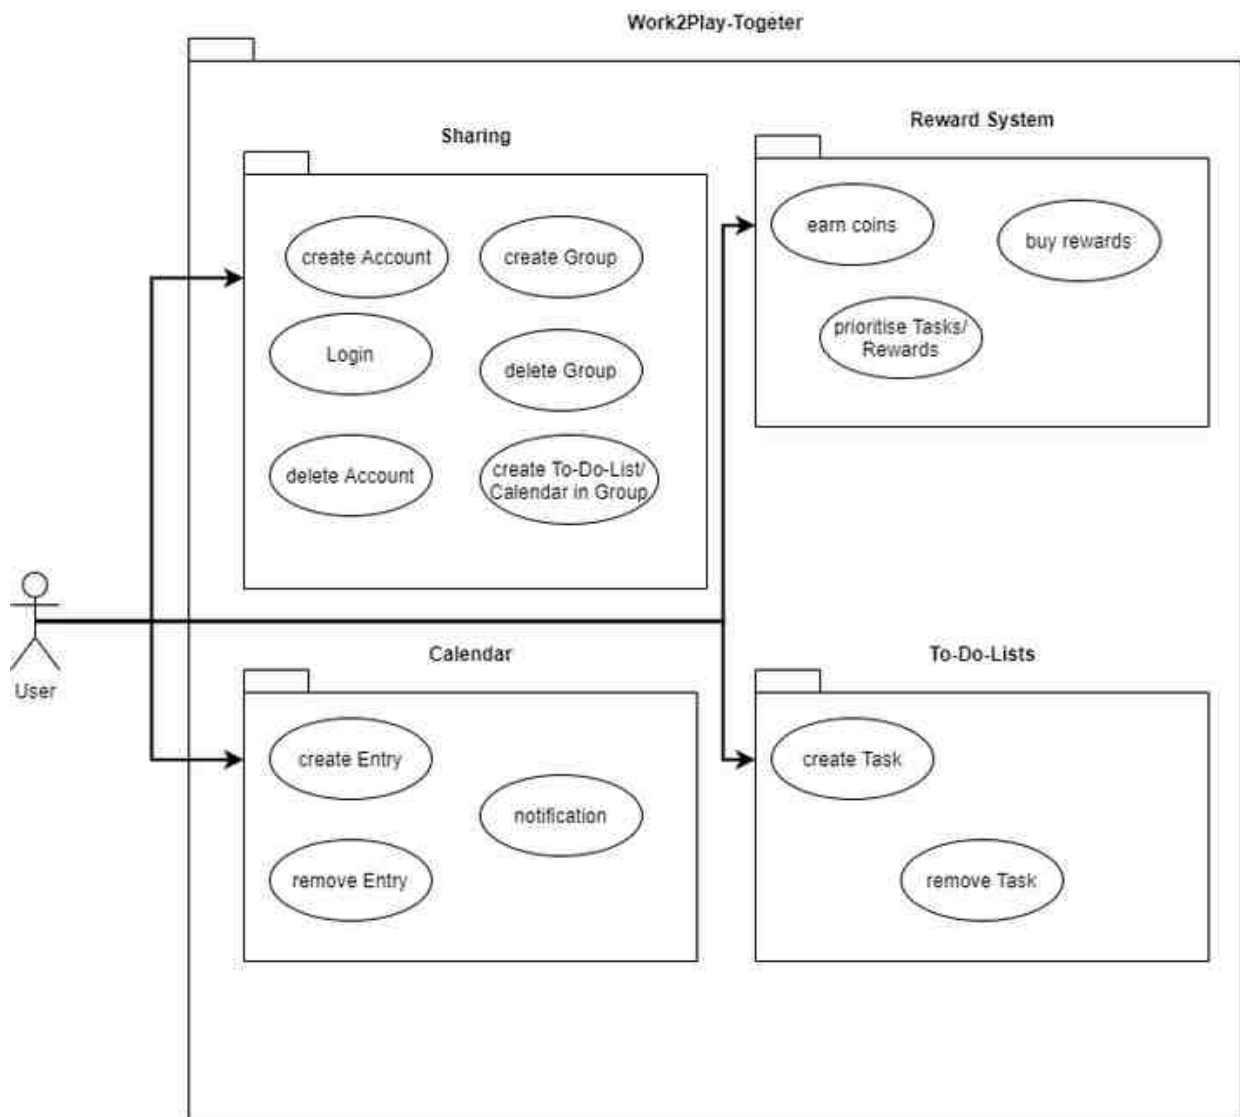 Work2Play-Togeter
Sharing
create Account
create Group
Login
delete Group
delete Account
create To-Do-List/
Calendar in Group
Reward System
earn coins
buy rewards
prioritise Tasks/
Rewards
User
Calendar
create Entry
notification
remove Entry
To-Do-Lists
create Task
remove Task